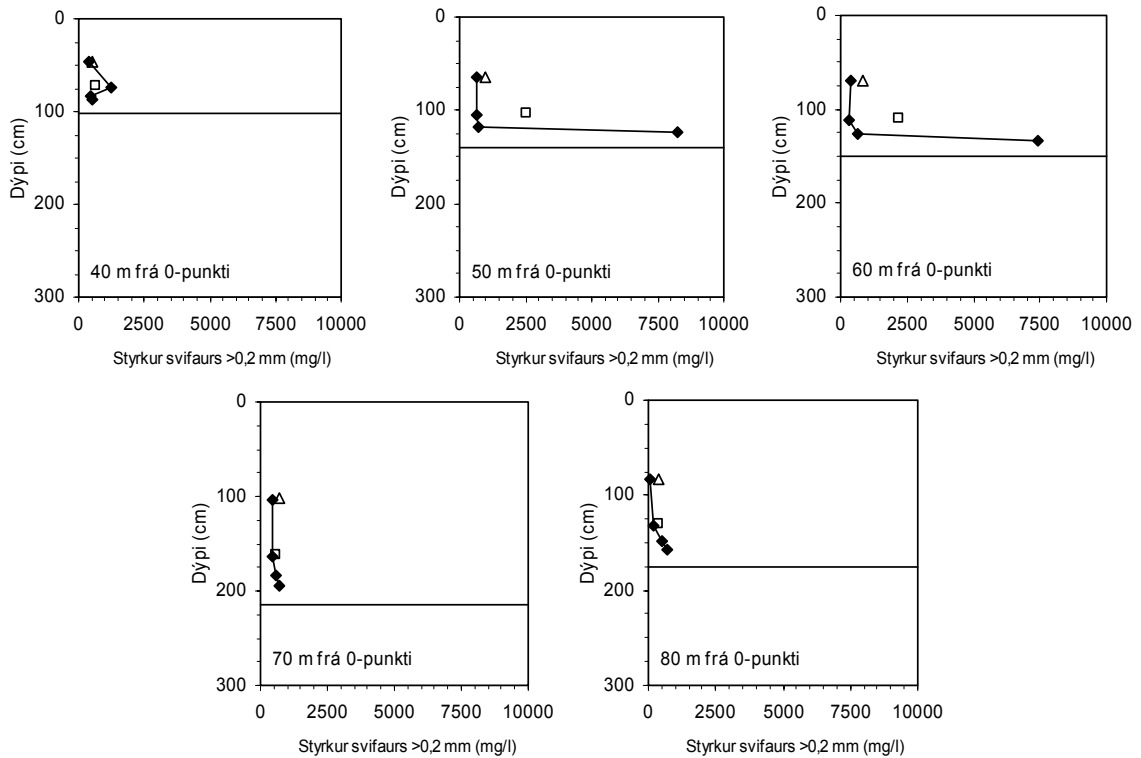 0
100
200
300
Dýpi (cm)
40 m frá 0-punkti
0 2500 5000 7500 10000
Styrkur svifaurs >0,2 mm (mg/l)
0
100
200
300
Dýpi (cm)
50 m frá 0-punkti
0 2500 5000 7500 10000
Styrkur svifaurs >0,2 mm (mg/l)
0
100
200
300
Dýpi (cm)
60 m frá 0-punkti
0 2500 5000 7500 10000
Styrkur svifaurs >0,2 mm (mg/l)
0
100
200
300
Dýpi (cm)
70 m frá 0-punkti
0 2500 5000 7500 10000
Styrkur svifaurs >0,2 mm (mg/l)
0
100
200
300
Dýpi (cm)
80 m frá 0-punkti
0 2500 5000 7500 10000
Styrkur svifaurs >0,2 mm (mg/l)